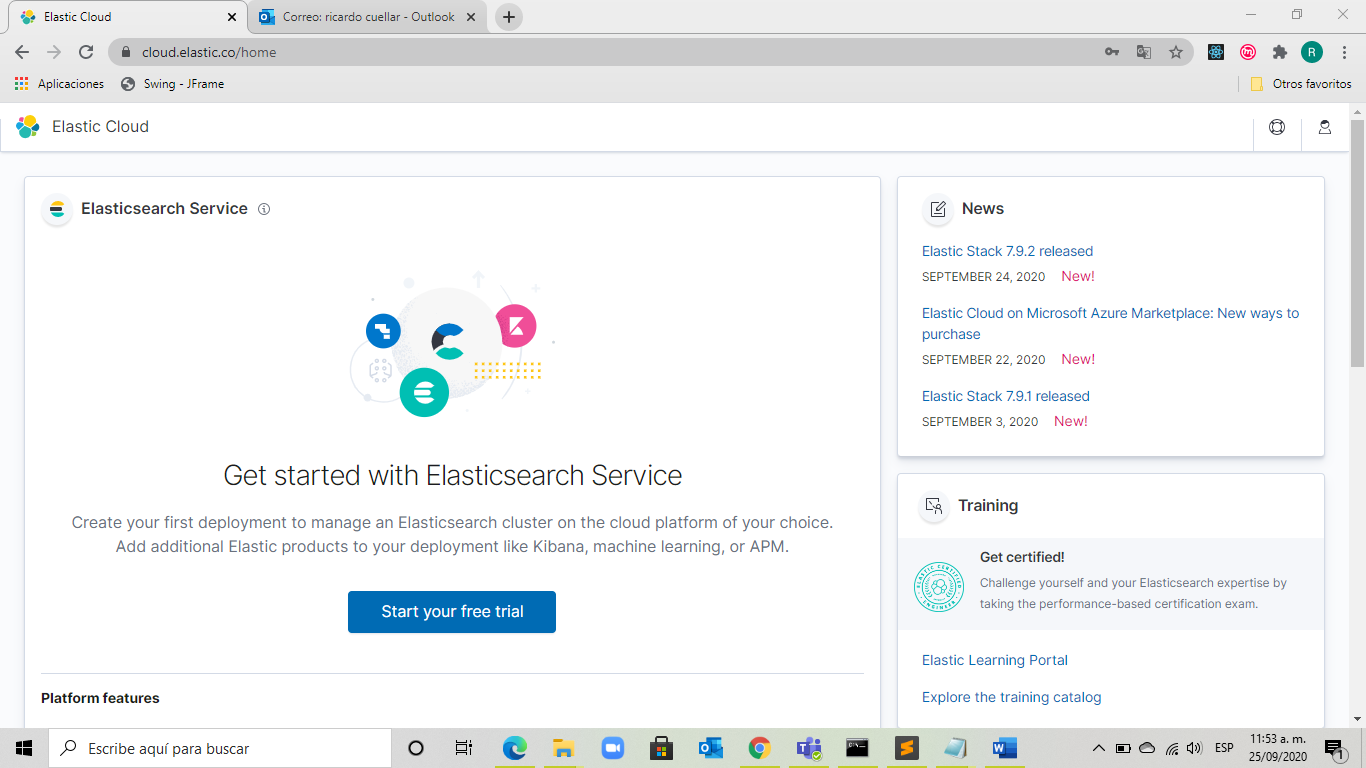 Elastic Cloud
Correo: ricardo cuellar - Outlook
cloud.elastic.co/home
R
Aplicaciones
Swing - JFrame
Otros favoritos
Elastic Cloud
Elasticsearch Service
Get started with Elasticsearch Service
Create your first deployment to manage an Elasticsearch cluster on the cloud platform of your choice.
Add additional Elastic products to your deployment like Kibana, machine learning, or APM.
Start your free trial
Platform features
News
Elastic Stack 7.9.2 released
SEPTEMBER 24, 2020 New!
Elastic Cloud on Microsoft Azure Marketplace: New ways to
purchase
SEPTEMBER 22, 2020 New!
Elastic Stack 7.9.1 released
SEPTEMBER 3, 2020 New!
Training
ELASTIC CERTIFIED ENGINEER
Get certified!
Challenge yourself and your Elasticsearch expertise by
taking the performance-based certification exam.
Elastic Learning Portal
Explore the training catalog
Escribe aquí para buscar
ESP
11:53 a. m.
25/09/2020
1